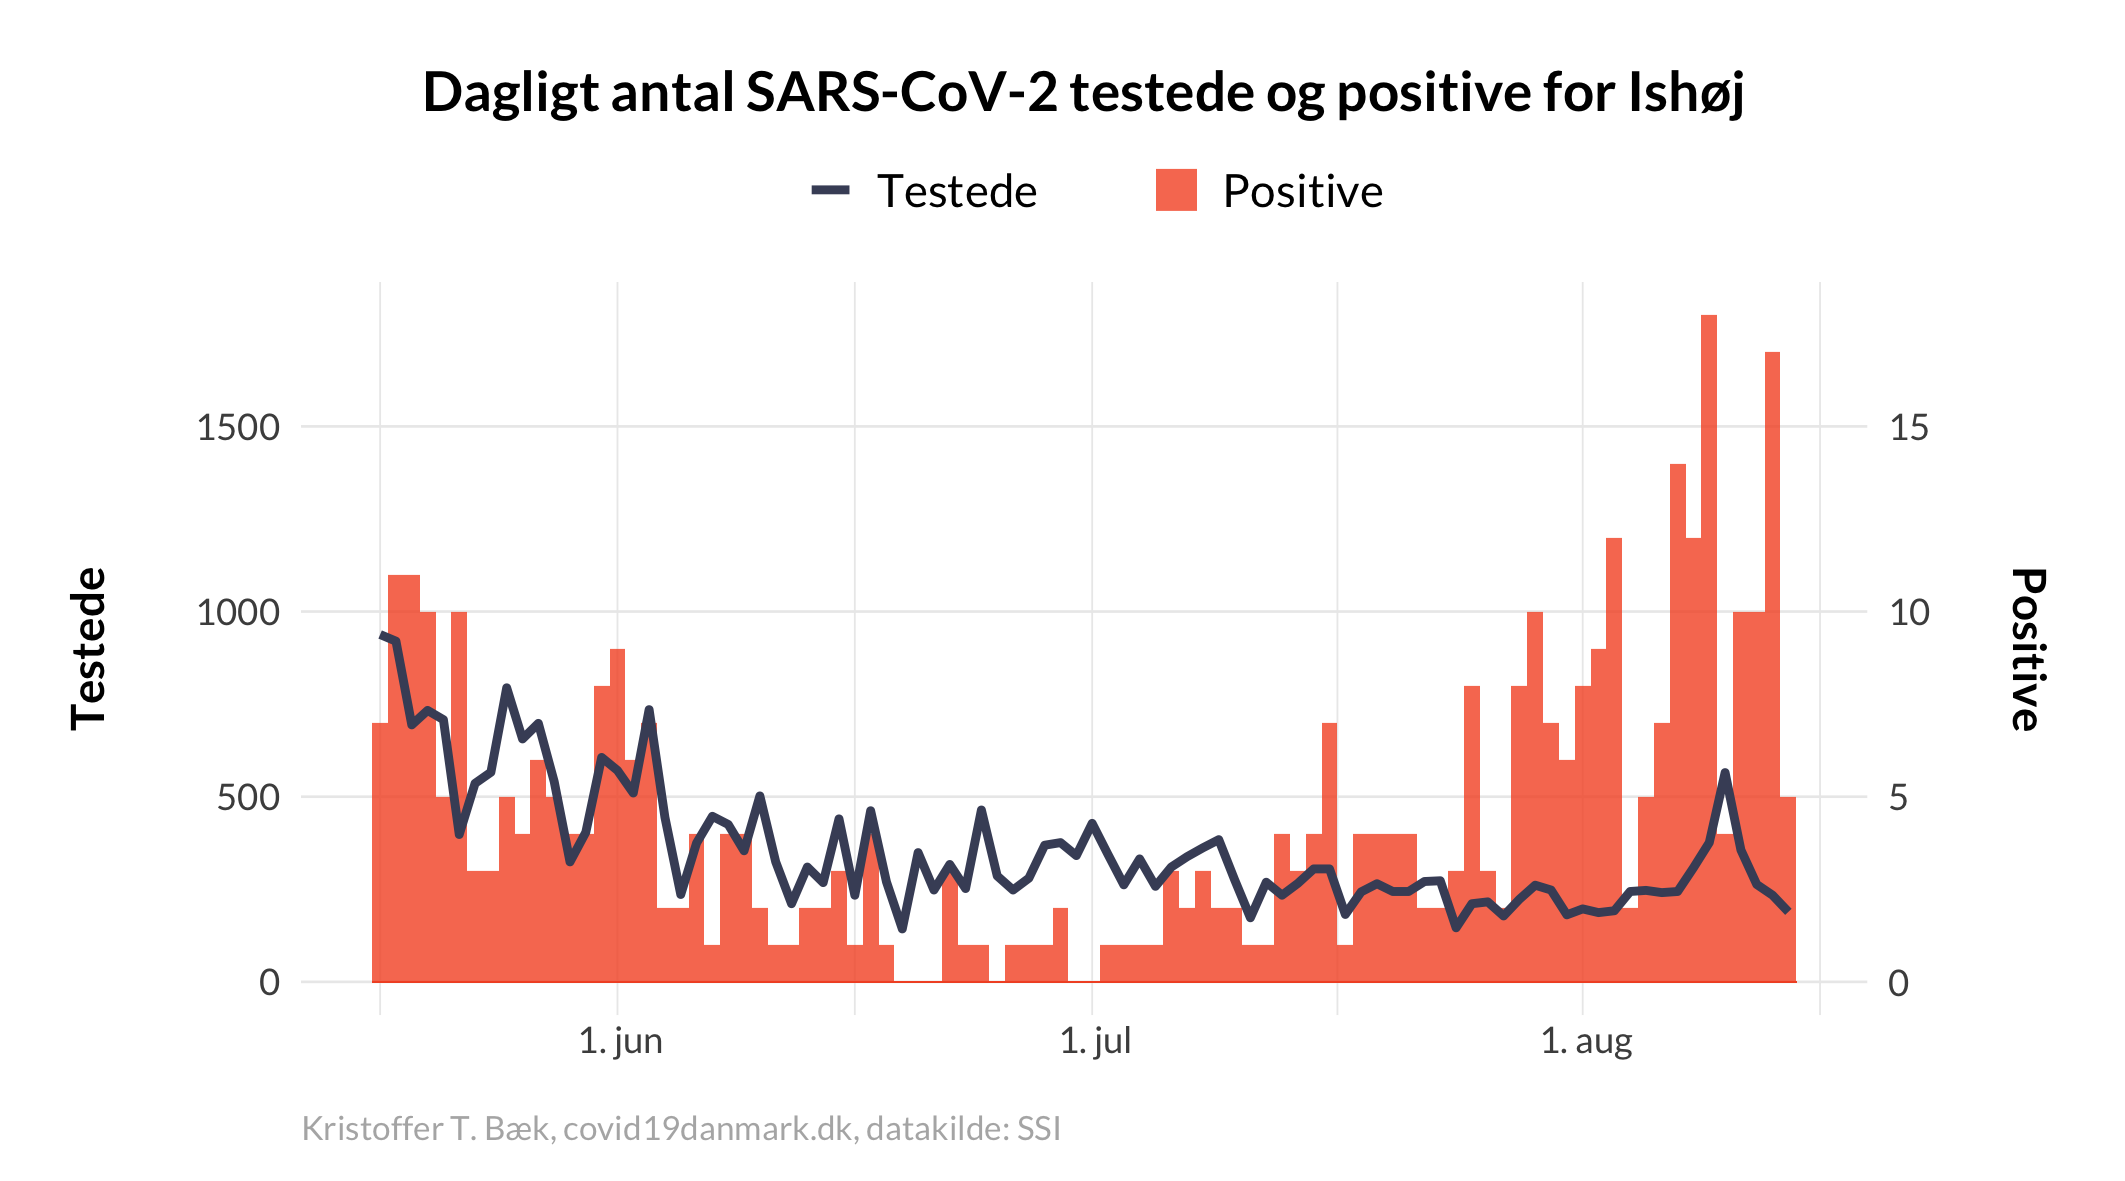 Dagligt antal SARS-CoV-2 testede og positive for Ishøj
Testede Positive
1500 15
1000 10
500 5
0 0
Testede
Positive
1. jun 1. jul 1. aug
Kristoffer T. Bæk, covid19danmark.dk, datakilde: SSI